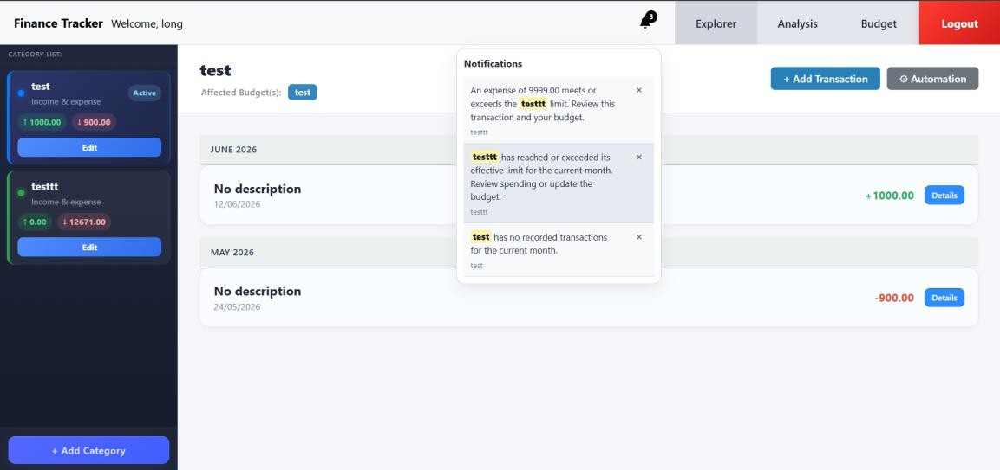 Finance Tracker Welcome, long
3
Explorer
Analysis
Budget
Logout
CATEGORY LIST:
test
Income & expense
Active
↑ 1000.00
↓ 900.00
Edit
testtt
Income & expense
↑ 0.00
↓ 12671.00
Edit
+ Add Category
test
Affected Budget(s): test
+ Add Transaction
⚙ Automation
JUNE 2026
No description
12/06/2026
+1000.00
Details
MAY 2026
No description
24/05/2026
-900.00
Details
Notifications
An expense of 9999.00 meets or
exceeds the testtt limit. Review this
transaction and your budget.
testtt
×
testtt has reached or exceeded its
effective limit for the current month.
Review spending or update the
budget.
testtt
×
test has no recorded transactions
for the current month.
test
×